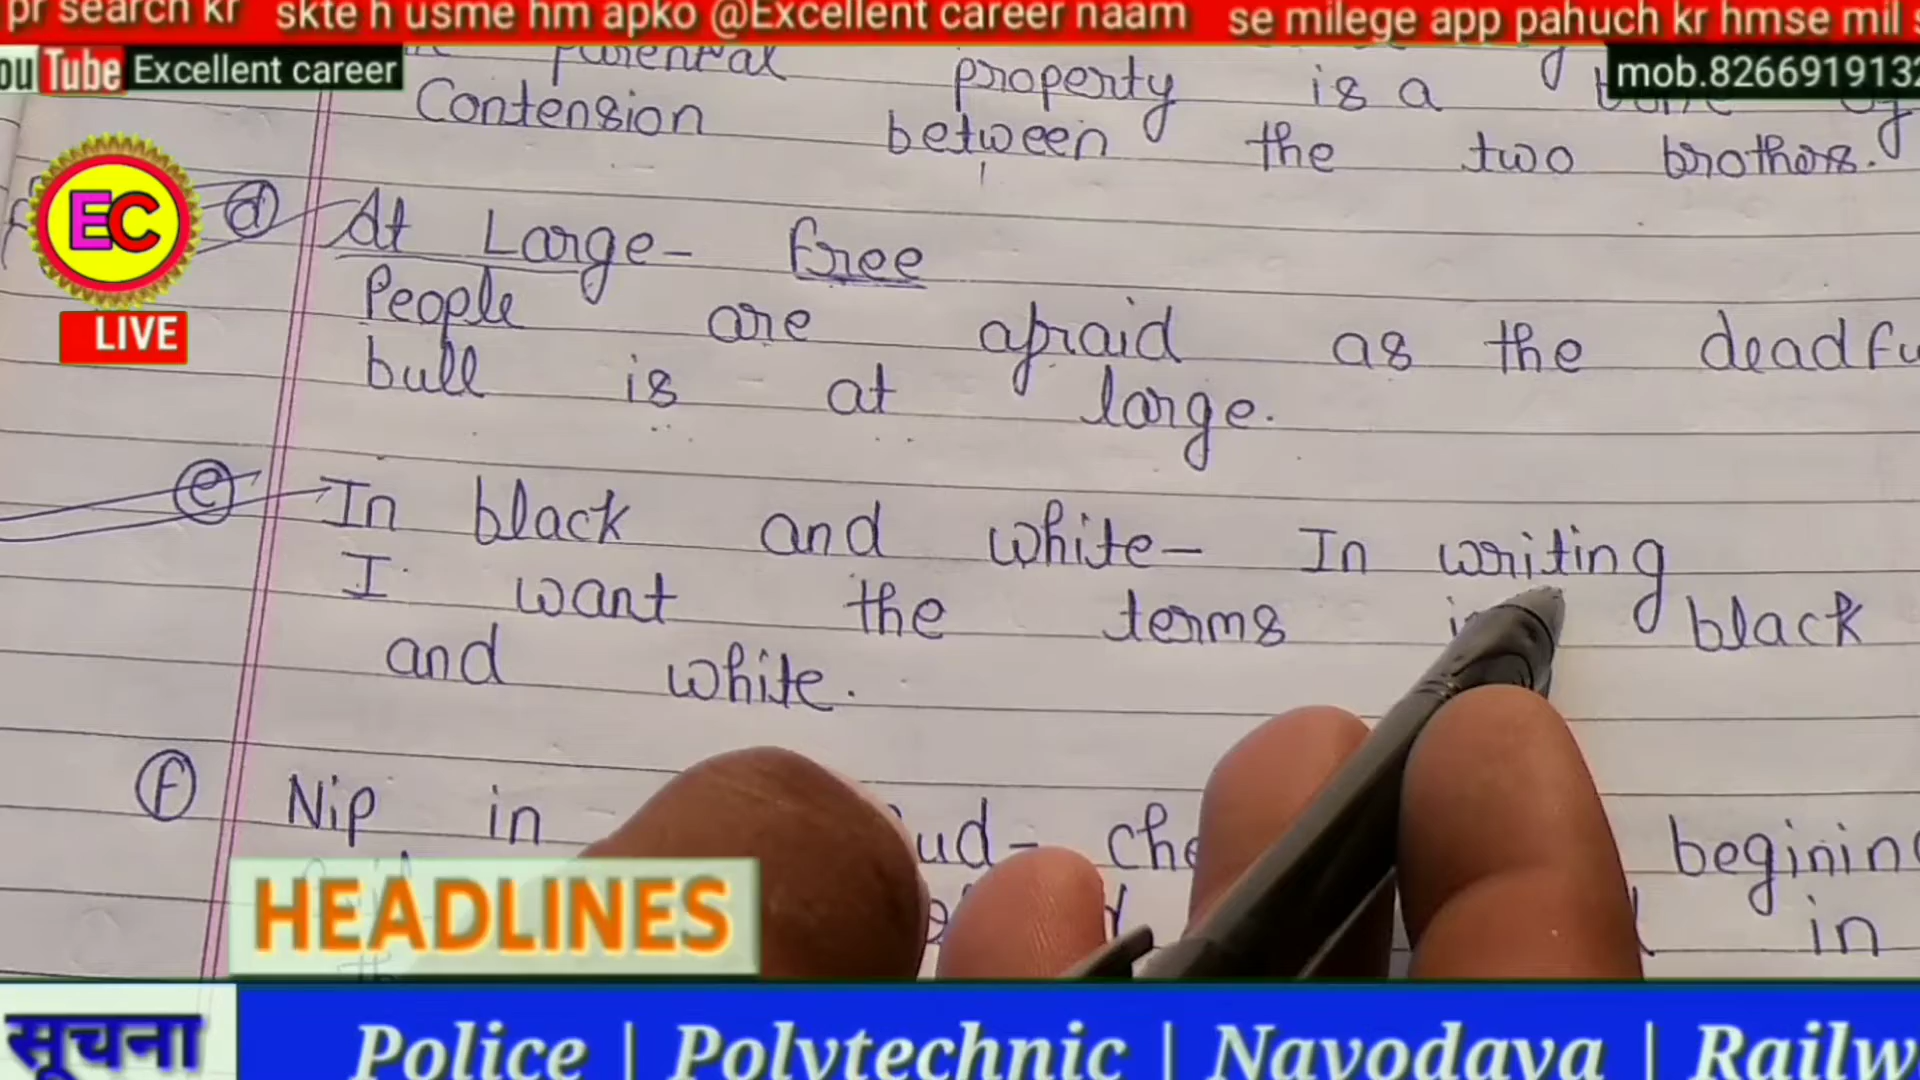 pr search kr skte h usme hm apko @Excellent career naam se milege app pahuch kr hmse mil
You Tube Excellent career
mob.8266919132
parental property is a
Contension between the two brothers.
EC
LIVE
d At Large- Free
People are afraid as the deadfu
bull is at large.
e In black and white- In writing
I want the terms black
and white.
F Nip in begining
in
HEADLINES
सूचना Police | Polytechnic | Navodaya | Railw